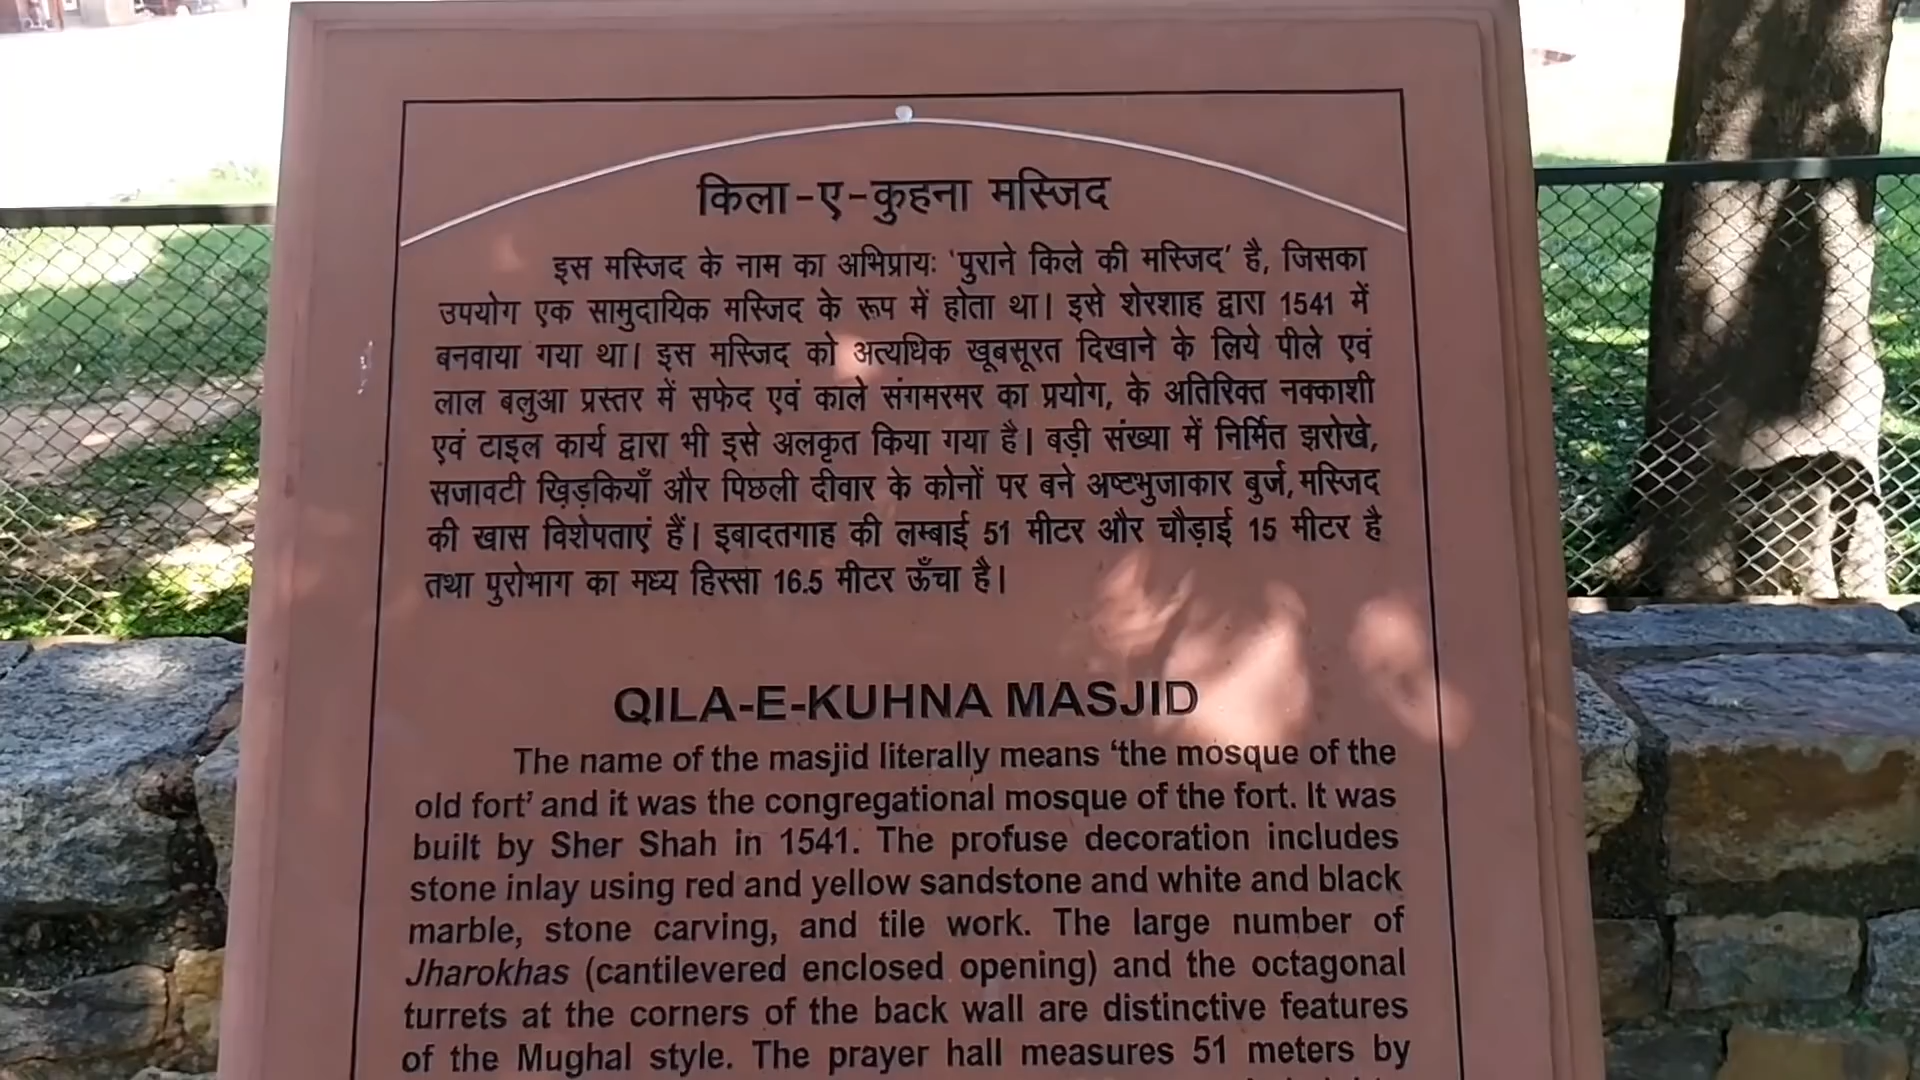 किला-ए-कुहना मस्जिद
इस मस्जिद के नाम का अभिप्रायः 'पुराने किले की मस्जिद' है, जिसका
उपयोग एक सामुदायिक मस्जिद के रूप में होता था। इसे शेरशाह द्वारा 1541 में
बनवाया गया था। इस मस्जिद को अत्यधिक खूबसूरत दिखाने के लिये पीले एवं
लाल बलुआ प्रस्तर में सफेद एवं काले संगमरमर का प्रयोग, के अतिरिक्त नक्काशी
एवं टाइल कार्य द्वारा भी इसे अलकृत किया गया है। बड़ी संख्या में निर्मित झरोखे,
सजावटी खि़ड़कियाँ और पिछली दीवार के कोनों पर बने अष्टभुजाकार बुर्ज, मस्जिद
की खास विशेपताएं हैं। इबादतगाह की लम्बाई 51 मीटर और चौड़ाई 15 मीटर है
तथा पुरोभाग का मध्य हिस्सा 16.5 मीटर ऊँचा है।
QILA-E-KUHNA MASJID
The name of the masjid literally means ‘the mosque of the
old fort’ and it was the congregational mosque of the fort. It was
built by Sher Shah in 1541. The profuse decoration includes
stone inlay using red and yellow sandstone and white and black
marble, stone carving, and tile work. The large number of
Jharokhas (cantilevered enclosed opening) and the octagonal
turrets at the corners of the back wall are distinctive features
of the Mughal style. The prayer hall measures 51 meters by